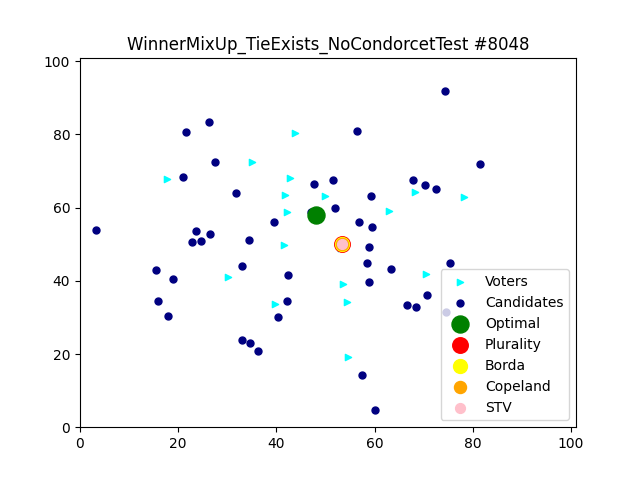 WinnerMixUp_TieExists_NoCondorcetTest #8048
100
80
60
40
20
0
Voters
Candidates
Optimal
Plurality
Borda
Copeland
STV
0 20 40 60 80 100